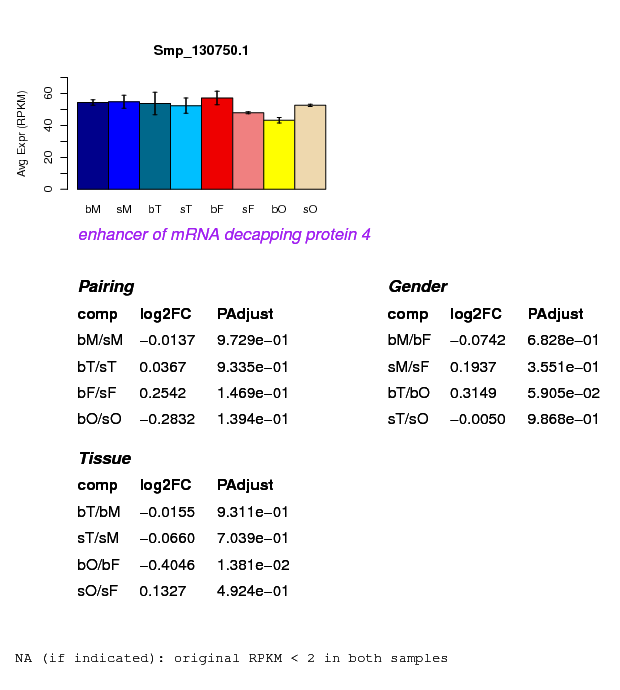 Smp_130750.1
Avg Expr (RPKM)
0 20 40 60
bM sM bT sT bF sF bO sO
enhancer of mRNA decapping protein 4
Pairing
comp log2FC PAdjust
bM/sM −0.0137 9.729e−01
bT/sT 0.0367 9.335e−01
bF/sF 0.2542 1.469e−01
bO/sO −0.2832 1.394e−01
Gender
comp log2FC PAdjust
bM/bF −0.0742 6.828e−01
sM/sF 0.1937 3.551e−01
bT/bO 0.3149 5.905e−02
sT/sO −0.0050 9.868e−01
Tissue
comp log2FC PAdjust
bT/bM −0.0155 9.311e−01
sT/sM −0.0660 7.039e−01
bO/bF −0.4046 1.381e−02
sO/sF 0.1327 4.924e−01
NA (if indicated): original RPKM < 2 in both samples